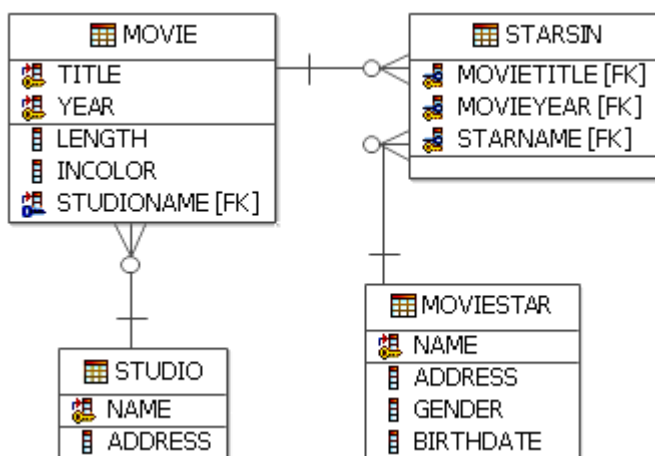 MOVIE
TITLE
YEAR
LENGTH
INCOLOR
STUDIONAME [FK]
STARSIN
MOVIETITLE [FK]
MOVIEYEAR [FK]
STARNAME [FK]
STUDIO
NAME
ADDRESS
MOVIESTAR
NAME
ADDRESS
GENDER
BIRTHDATE